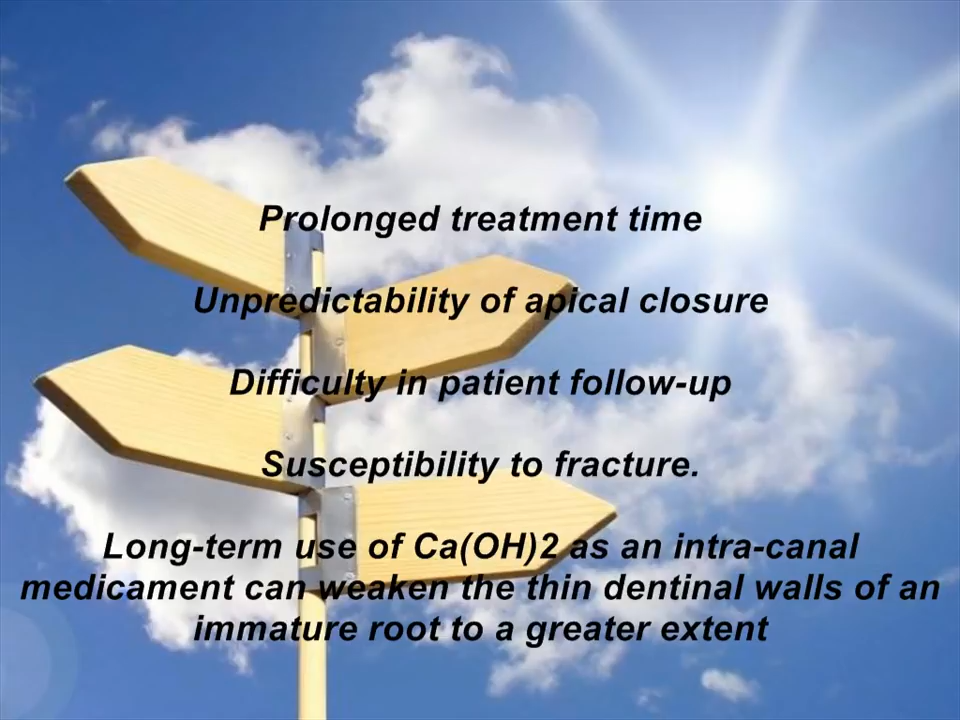 Prolonged treatment time
Unpredictability of apical closure
Difficulty in patient follow-up
Susceptibility to fracture.
Long-term use of Ca(OH)2 as an intra-canal
medicament can weaken the thin dentinal walls of an
immature root to a greater extent